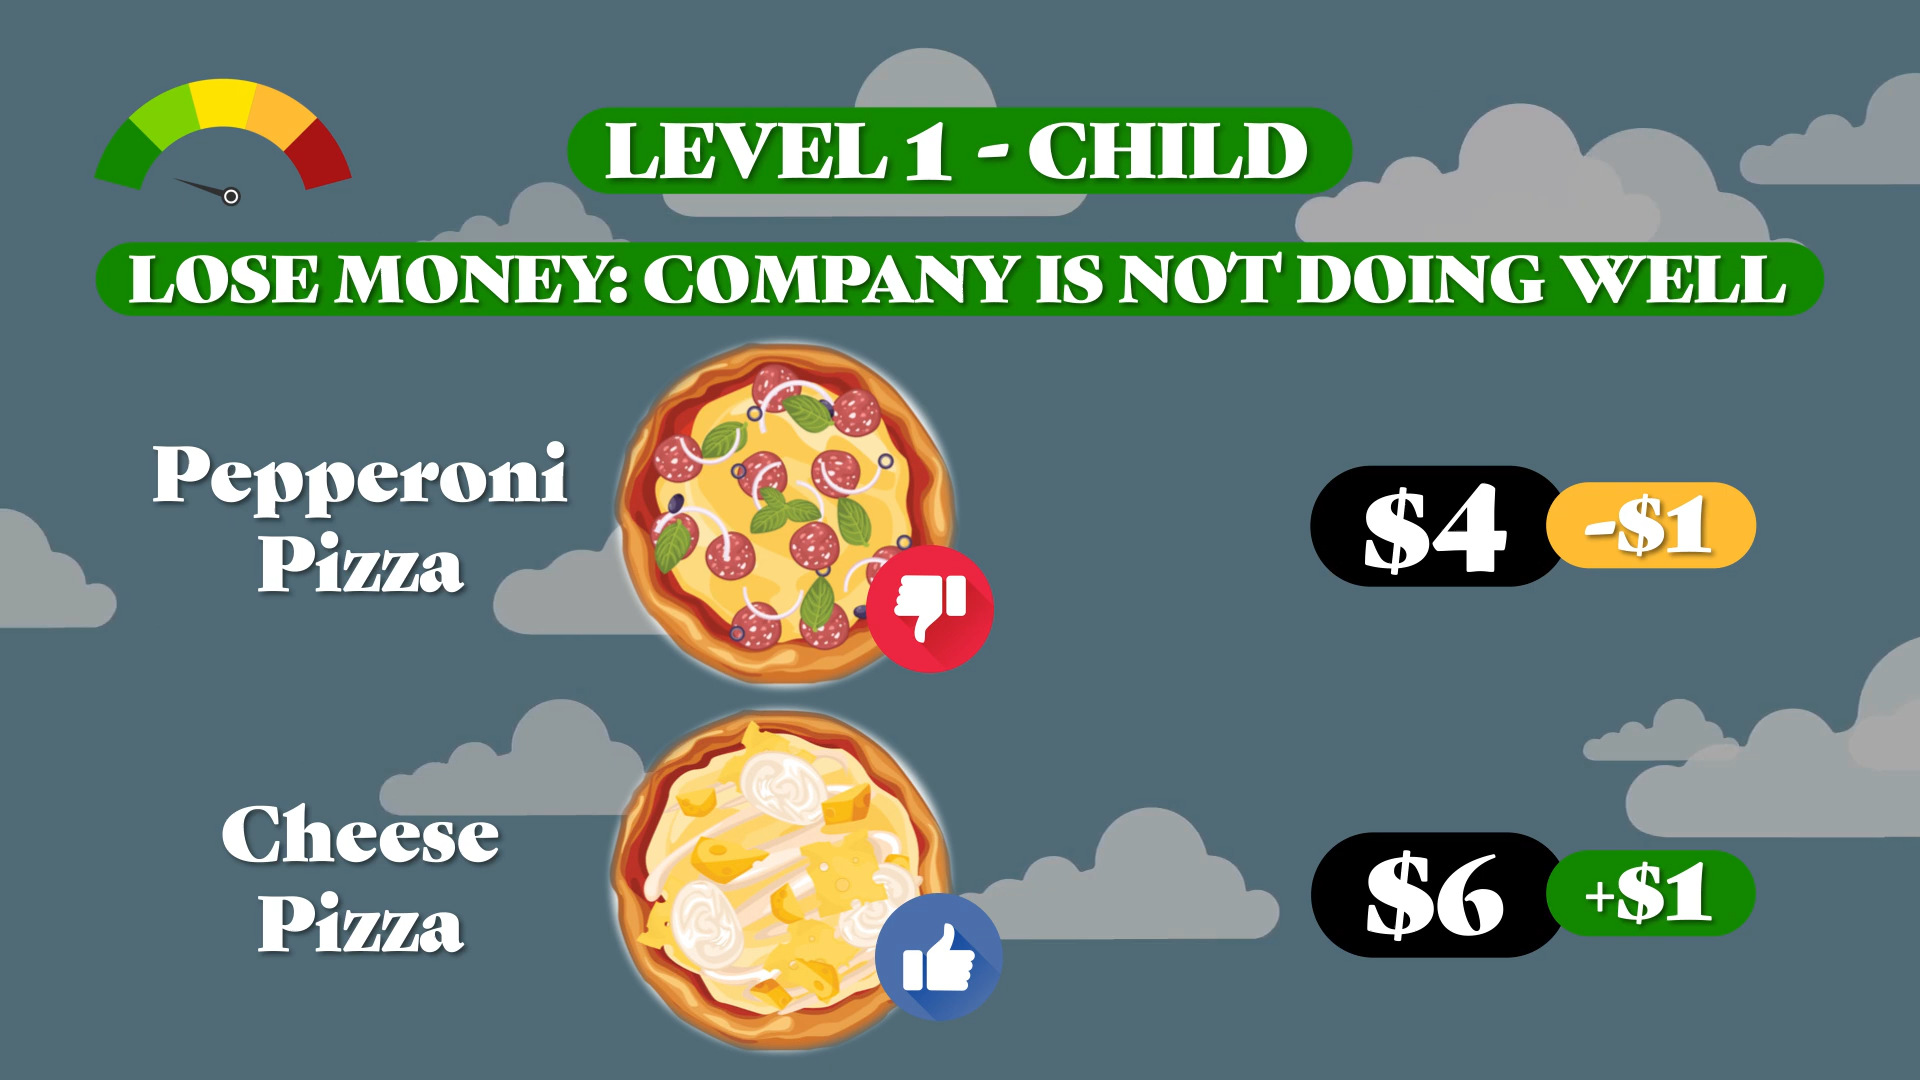 LEVEL 1 - CHILD
LOSE MONEY: COMPANY IS NOT DOING WELL
Pepperoni
Pizza
$4
-$1
Cheese
Pizza
$6
+$1